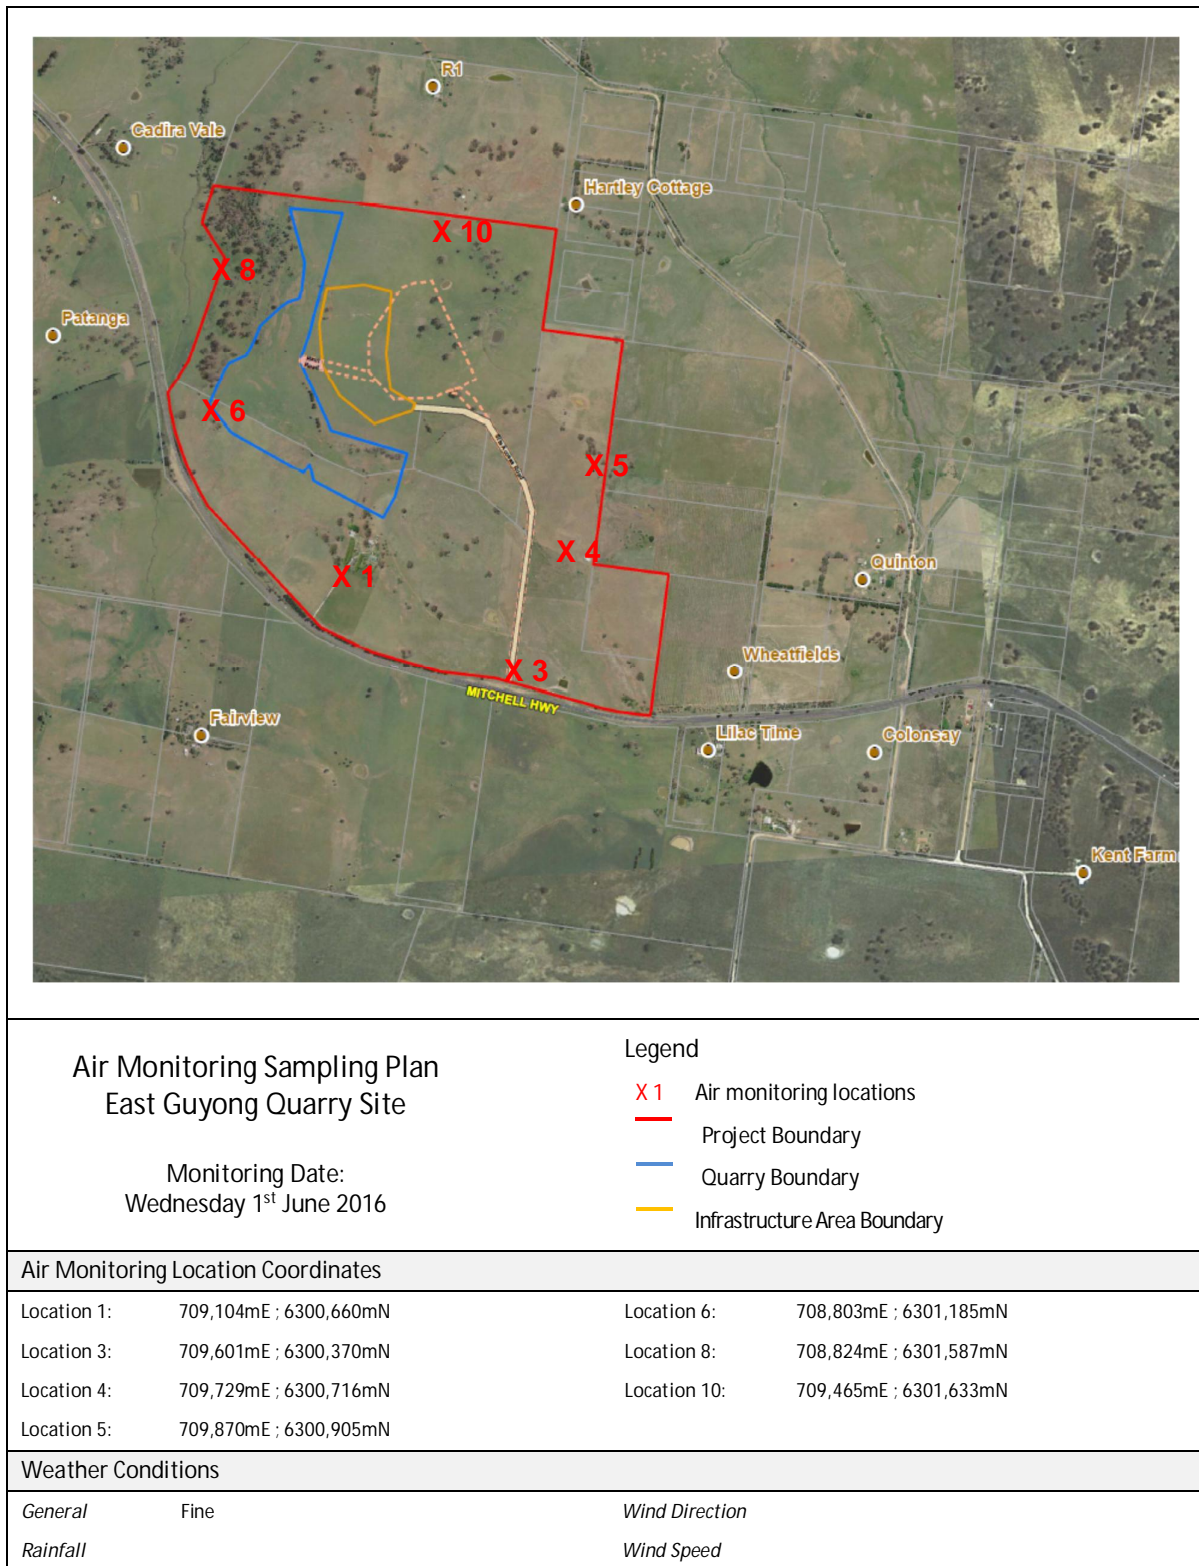 R1
Cadira Vale
Hartley Cottage
X 10
X 8
Patanga
X 6
X 5
X 4
Quinton
X 1
Wheatfields
X 3
MITCHELL HWY
Fairview
Lilac Time
Colonsay
Kent Farm
Air Monitoring Sampling Plan
East Guyong Quarry Site
Monitoring Date:
Wednesday 1st June 2016
Legend
X 1 Air monitoring locations
Project Boundary
Quarry Boundary
Infrastructure Area Boundary
Air Monitoring Location Coordinates
Location 1: 709,104mE ; 6300,660mN
Location 6: 708,803mE ; 6301,185mN
Location 3: 709,601mE ; 6300,370mN
Location 8: 708,824mE ; 6301,587mN
Location 4: 709,729mE ; 6300,716mN
Location 10: 709,465mE ; 6301,633mN
Location 5: 709,870mE ; 6300,905mN
Weather Conditions
General Fine
Wind Direction
Rainfall
Wind Speed